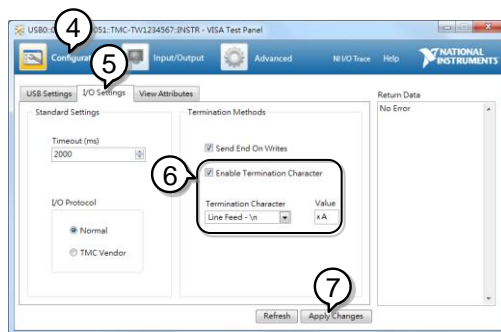 051::TMC-TW1234567::INSTR - VISA Test Panel
4
Input/Output
Advanced
NI I/O Trace
Help
NATIONAL
INSTRUMENTS
5
USB Settings
I/O Settings
View Attributes
Return Data
No Error
Standard Settings
Timeout (ms)
2000
I/O Protocol
Normal
TMC Vendor
Termination Methods
Send End On Writes
6
Enable Termination Character
Termination Character
Value
Line Feed - \n
xA
7
Refresh
Apply Changes